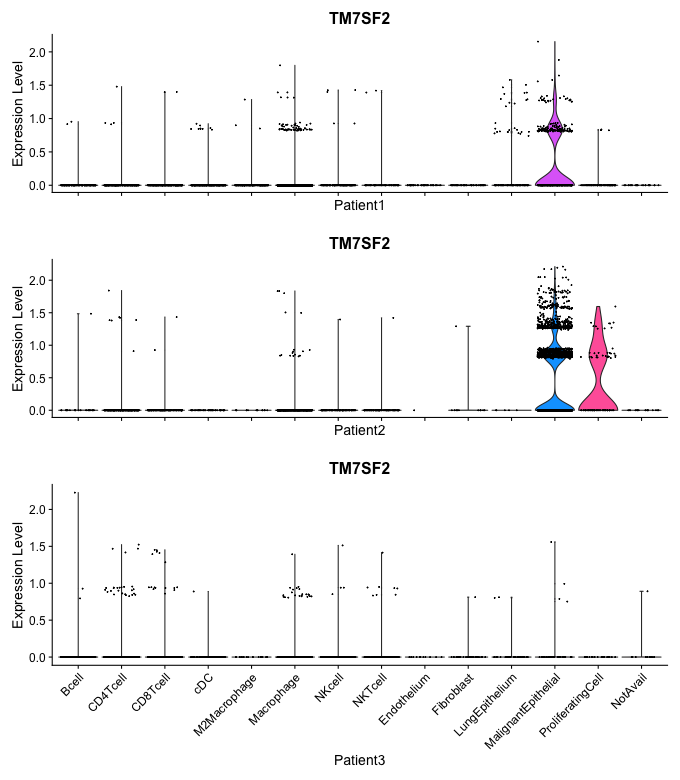 TM7SF2
Expression Level
2.0
1.5
1.0
0.5
0.0
Patient1
TM7SF2
Expression Level
2.0
1.5
1.0
0.5
0.0
Patient2
TM7SF2
Expression Level
2.0
1.5
1.0
0.5
0.0
Bcell
CD4Tcell
CD8Tcell
cDC
M2Macrophage
Macrophage
NKcell
NKTcell
Endothelium
Fibroblast
LungEpithelium
MalignantEpithelial
ProliferatingCell
NotAvail
Patient3